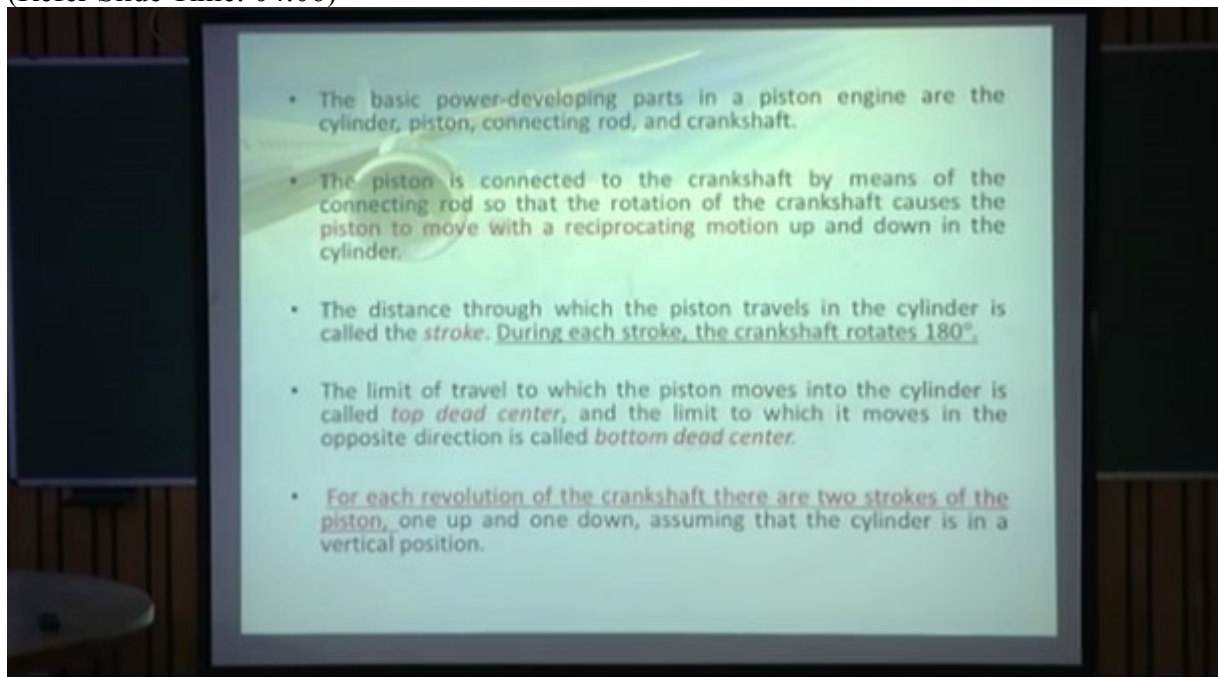 (Refer Slide Time: 04:06)
• The basic power-developing parts in a piston engine are the
cylinder, piston, connecting rod, and crankshaft.
• The piston is connected to the crankshaft by means of the
connecting rod so that the rotation of the crankshaft causes the
piston to move with a reciprocating motion up and down in the
cylinder.
• The distance through which the piston travels in the cylinder is
called the stroke. During each stroke, the crankshaft rotates 180°.
• The limit of travel to which the piston moves into the cylinder is
called top dead center, and the limit to which it moves in the
opposite direction is called bottom dead center.
• For each revolution of the crankshaft there are two strokes of the
piston, one up and one down, assuming that the cylinder is in a
vertical position.